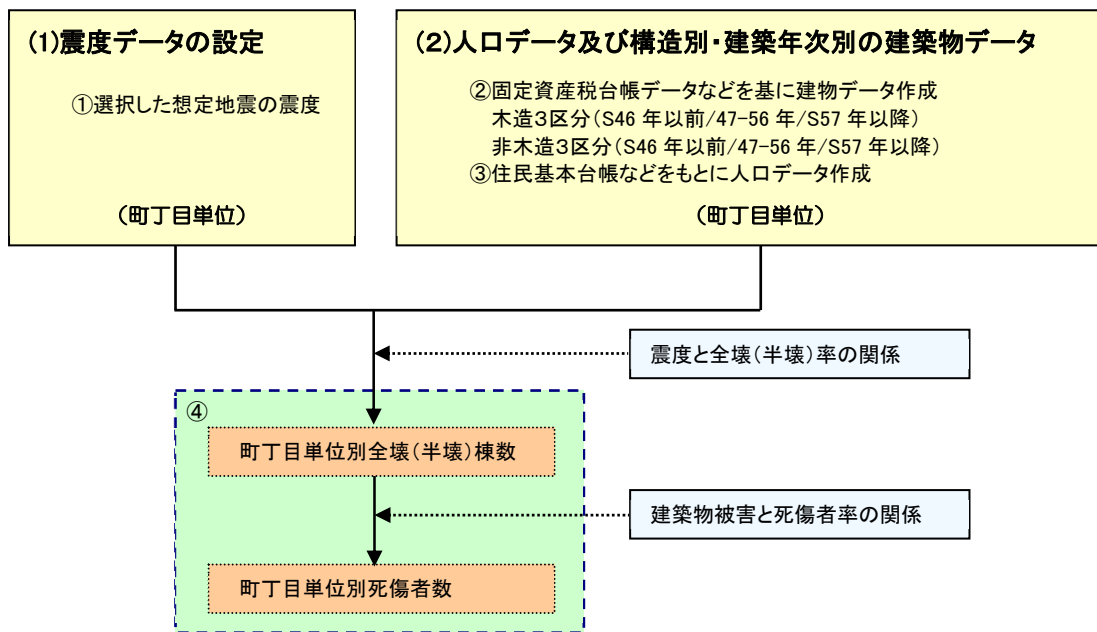 (1)震度データの設定
①選択した想定地震の震度
(町丁目単位)
(2)人口データ及び構造別・建築年次別の建築物データ
②固定資産税台帳データなどを基に建物データ作成
木造3区分(S46 年以前/47-56 年/S57 年以降)
非木造3区分(S46 年以前/47-56 年/S57 年以降)
③住民基本台帳などをもとに人口データ作成
(町丁目単位)
震度と全壊(半壊)率の関係
④
町丁目単位別全壊(半壊)棟数
建築物被害と死傷者率の関係
町丁目単位別死傷者数